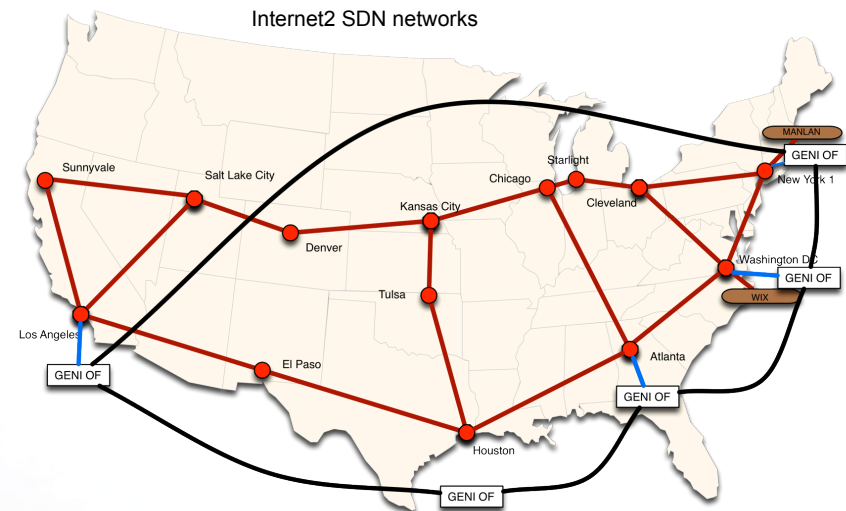 Internet2 SDN networks
MANLAN
GENI OF
Starlight
Sunnyvale
Salt Lake City
Chicago
New York 1
Cleveland
Kansas City
Denver
Washington DC
GENI OF
Tulsa
WIX
Los Angeles
Atlanta
El Paso
GENI OF
GENI OF
Houston
GENI OF